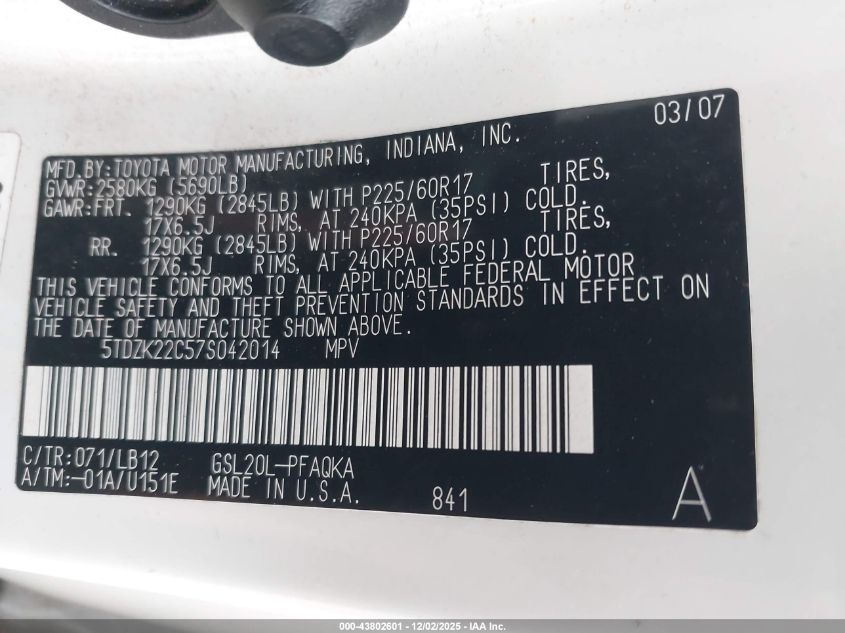 03/07
MFD.BY:TOYOTA MOTOR MANUFACTURING, INDIANA, INC.
GVWR:2580KG (5690LB)
GAWR:FRT. 1290KG (2845LB) WITH P225/60R17 TIRES,
17X6.5J RIMS, AT 240KPA (35PSI) COLD.
RR. 1290KG (2845LB) WITH P225/60R17 TIRES,
17X6.5J RIMS, AT 240KPA (35PSI) COLD.
THIS VEHICLE CONFORMS TO ALL APPLICABLE FEDERAL MOTOR
VEHICLE SAFETY AND THEFT PREVENTION STANDARDS IN EFFECT ON
THE DATE OF MANUFACTURE SHOWN ABOVE.
5TDZK22C57S042014 MPV
C/TR:071/LB12 GSL20L-PFAQKA
A/TM:-01A/U151E MADE IN U.S.A.
841 A
000-43802601 - 12/02/2025 - IAA Inc.